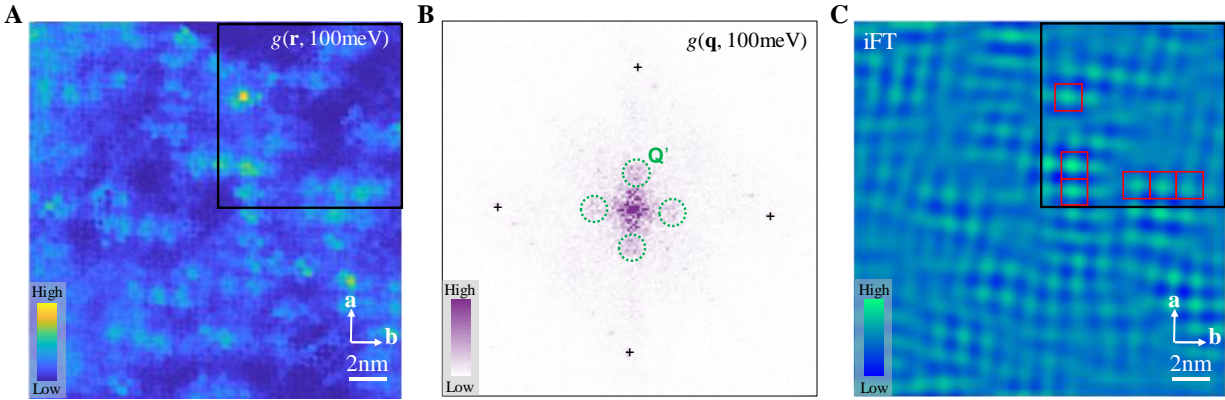 A
g(r, 100meV)
High
Low
a
b
2nm
B
g(q, 100meV)
Q'
High
Low
C
iFT
High
Low
a
b
2nm